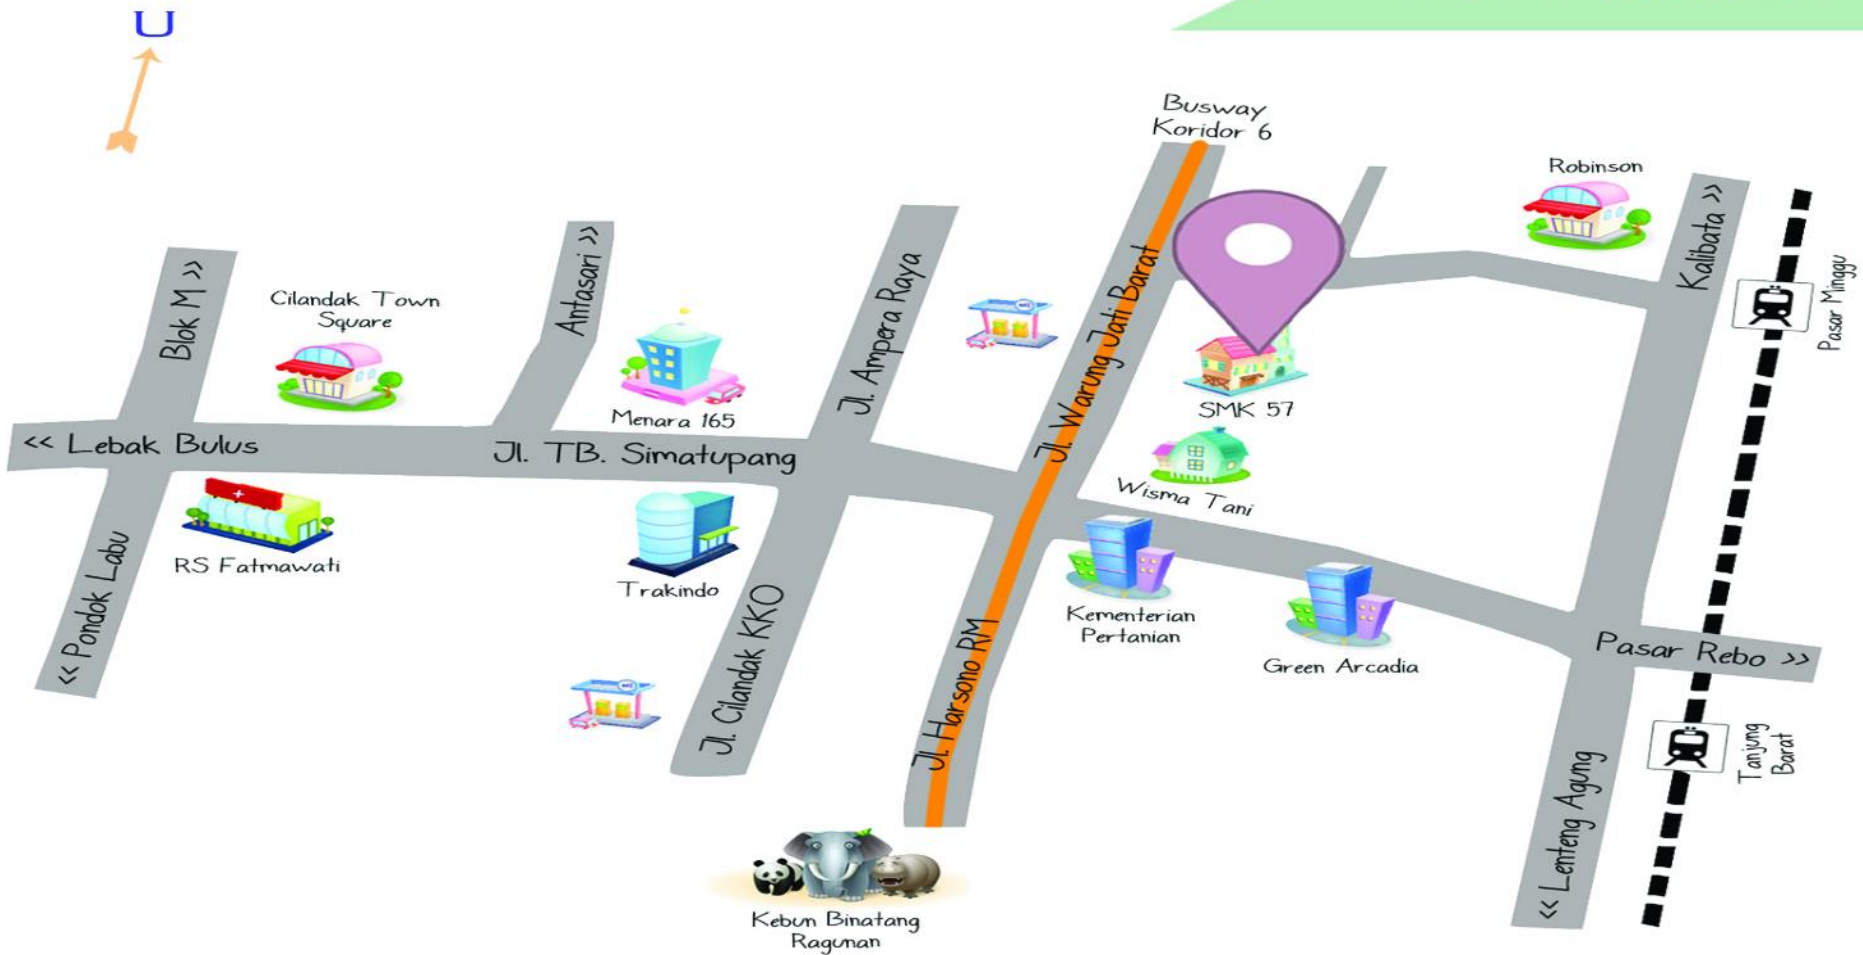 U
Busway
Koridor 6
Robinson
Kalibata >>
Pasar Minggu
Blok M >>
Cilandak Town
Square
Antasari >>
Menara 165
Jl. Ampera Raya
Jl. Warung Jati Barat
SMK 57
Wisma Tani
<< Lebak Bulus
Jl. TB. Simatupang
RS Fatmawati
Trakindo
<< Pondok Labu
Jl. Cilandak KKO
Jl. Harsono RM
Kementerian
Pertanian
Green Arcadia
Pasar Rebo >>
Tanjung
Barat
<< Lenteng Agung
Kebun Binatang
Ragunan